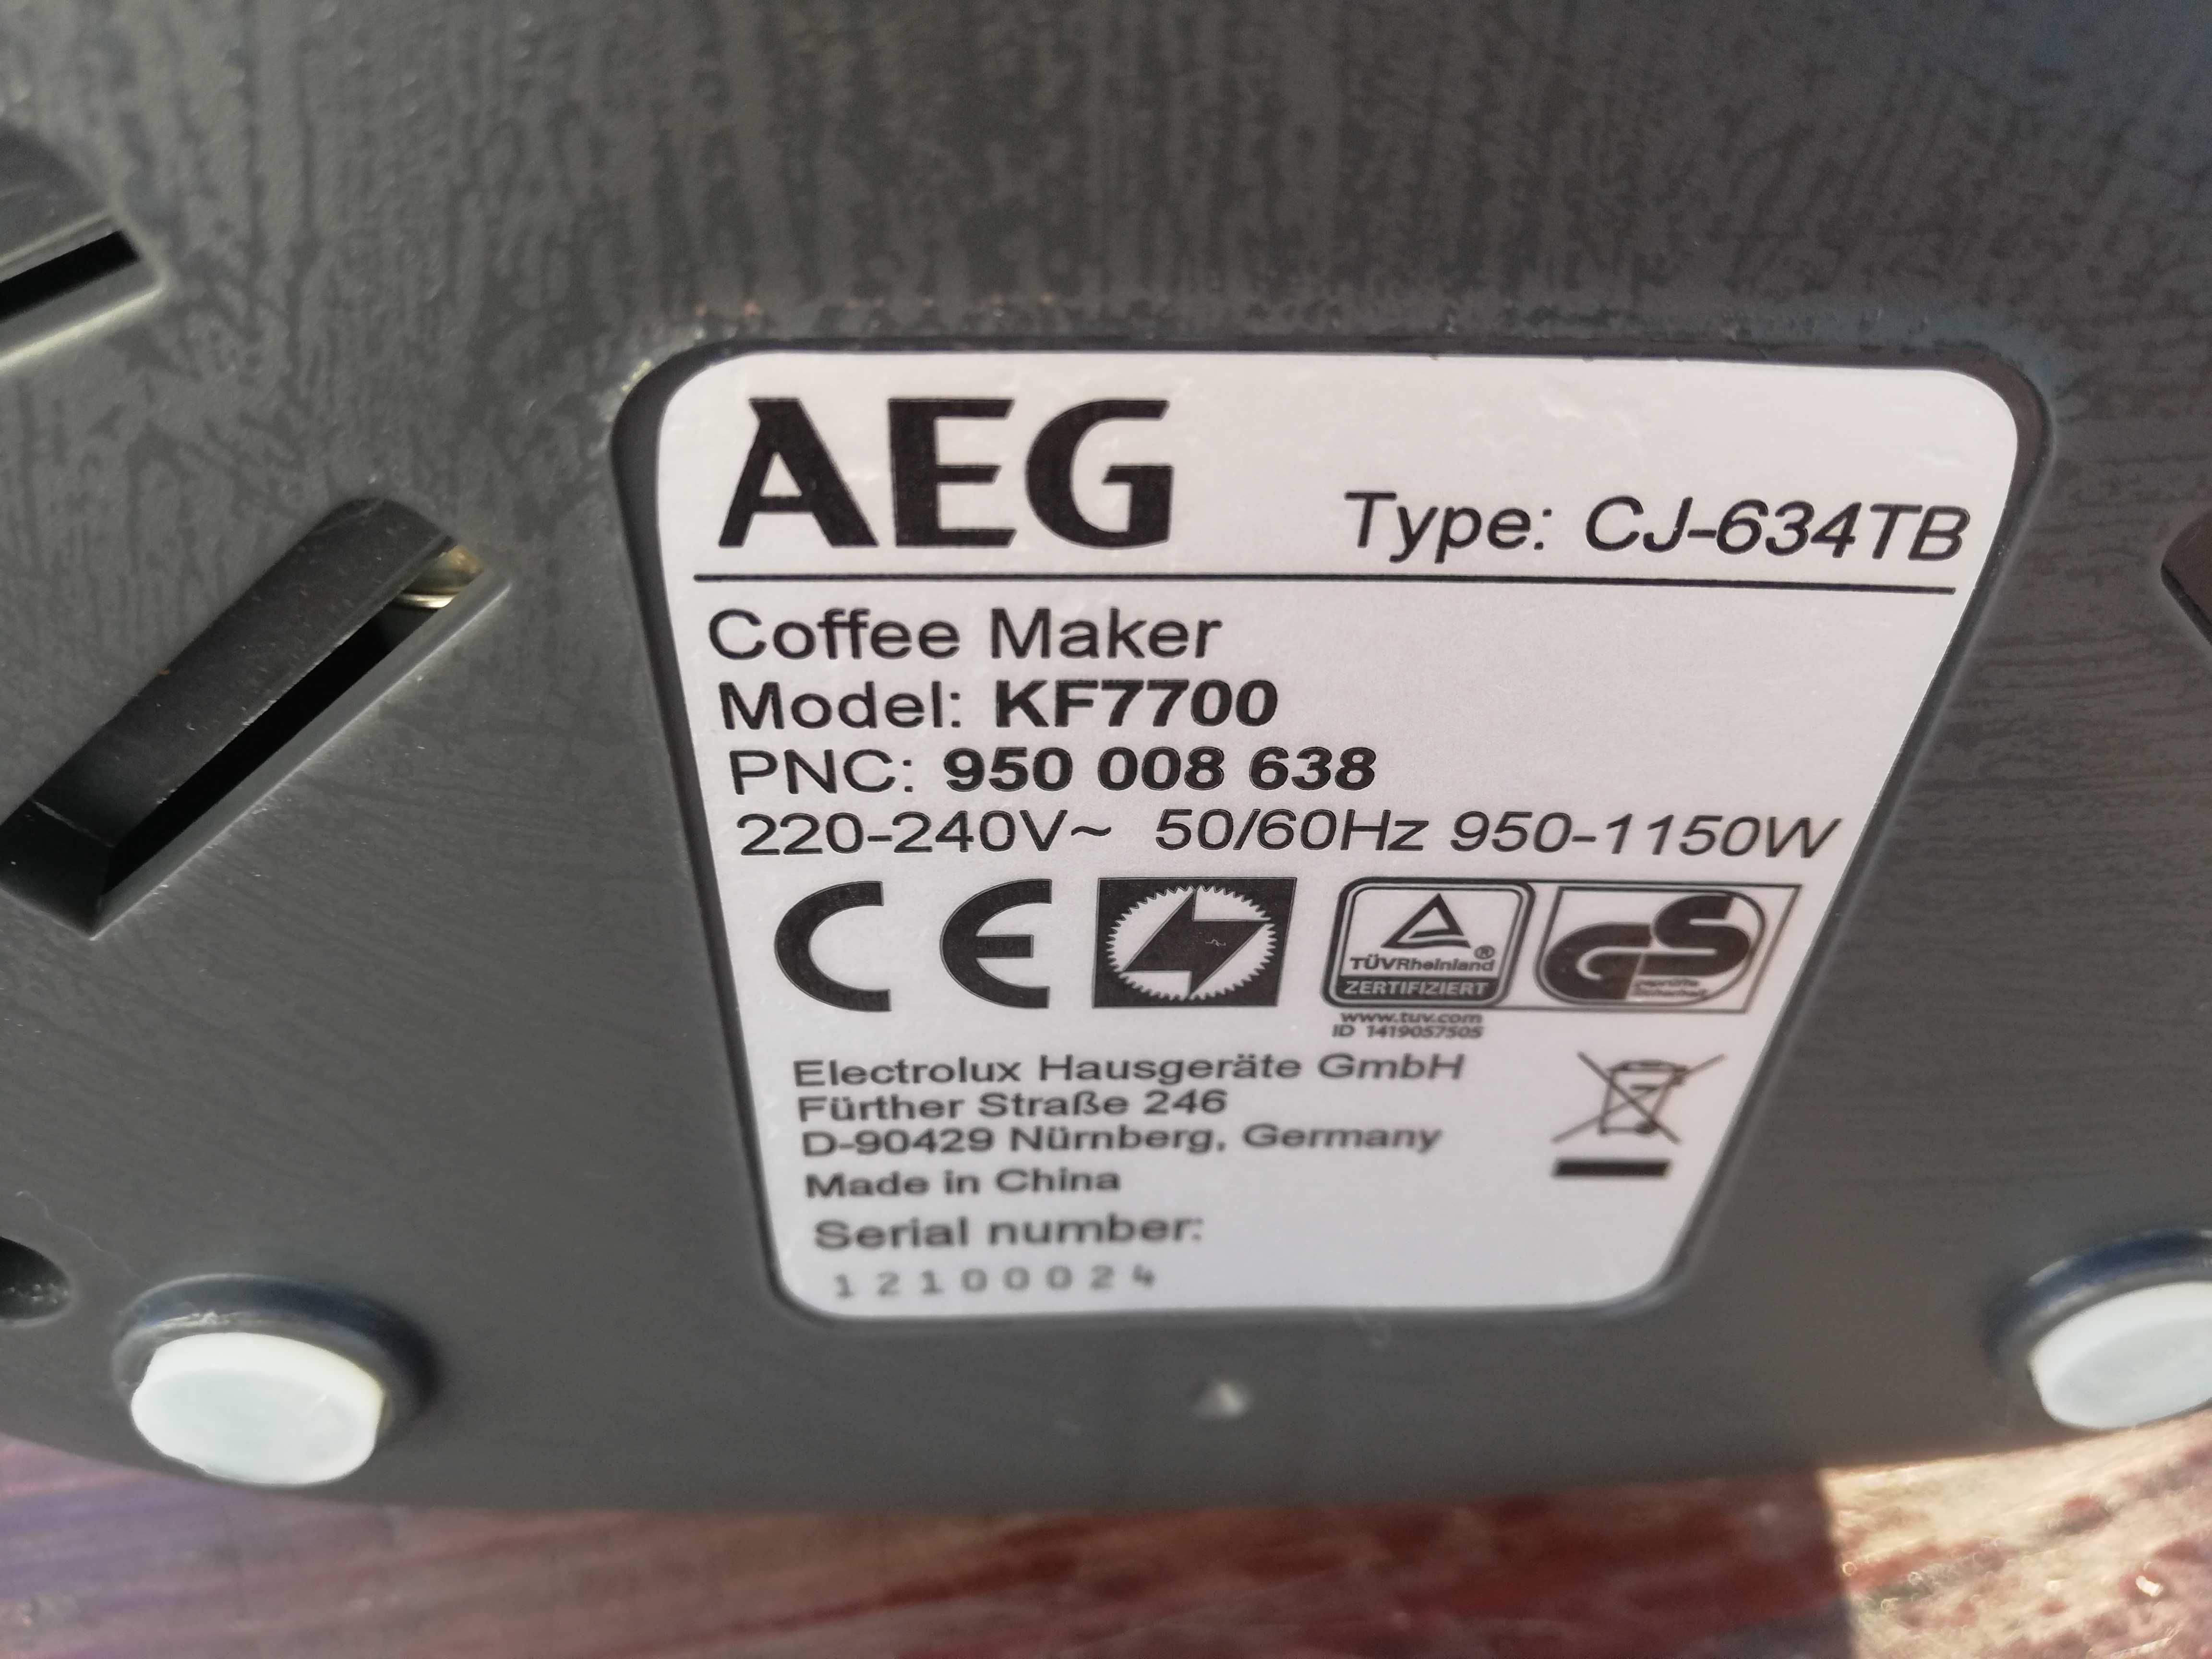 AEG
Type: CJ-634TB
Coffee Maker
Model: KF7700
PNC: 950 008 638
220-240V~ 50/60Hz 950-1150W
CE
TÜVRheinland®
ZERTIFIZIERT
GS
geprüfte
Sicherheit
www.tuv.com
ID 1419057505
Electrolux Hausgeräte GmbH
Fürther Straße 246
D-90429 Nürnberg, Germany
Made in China
Serial number:
12100024